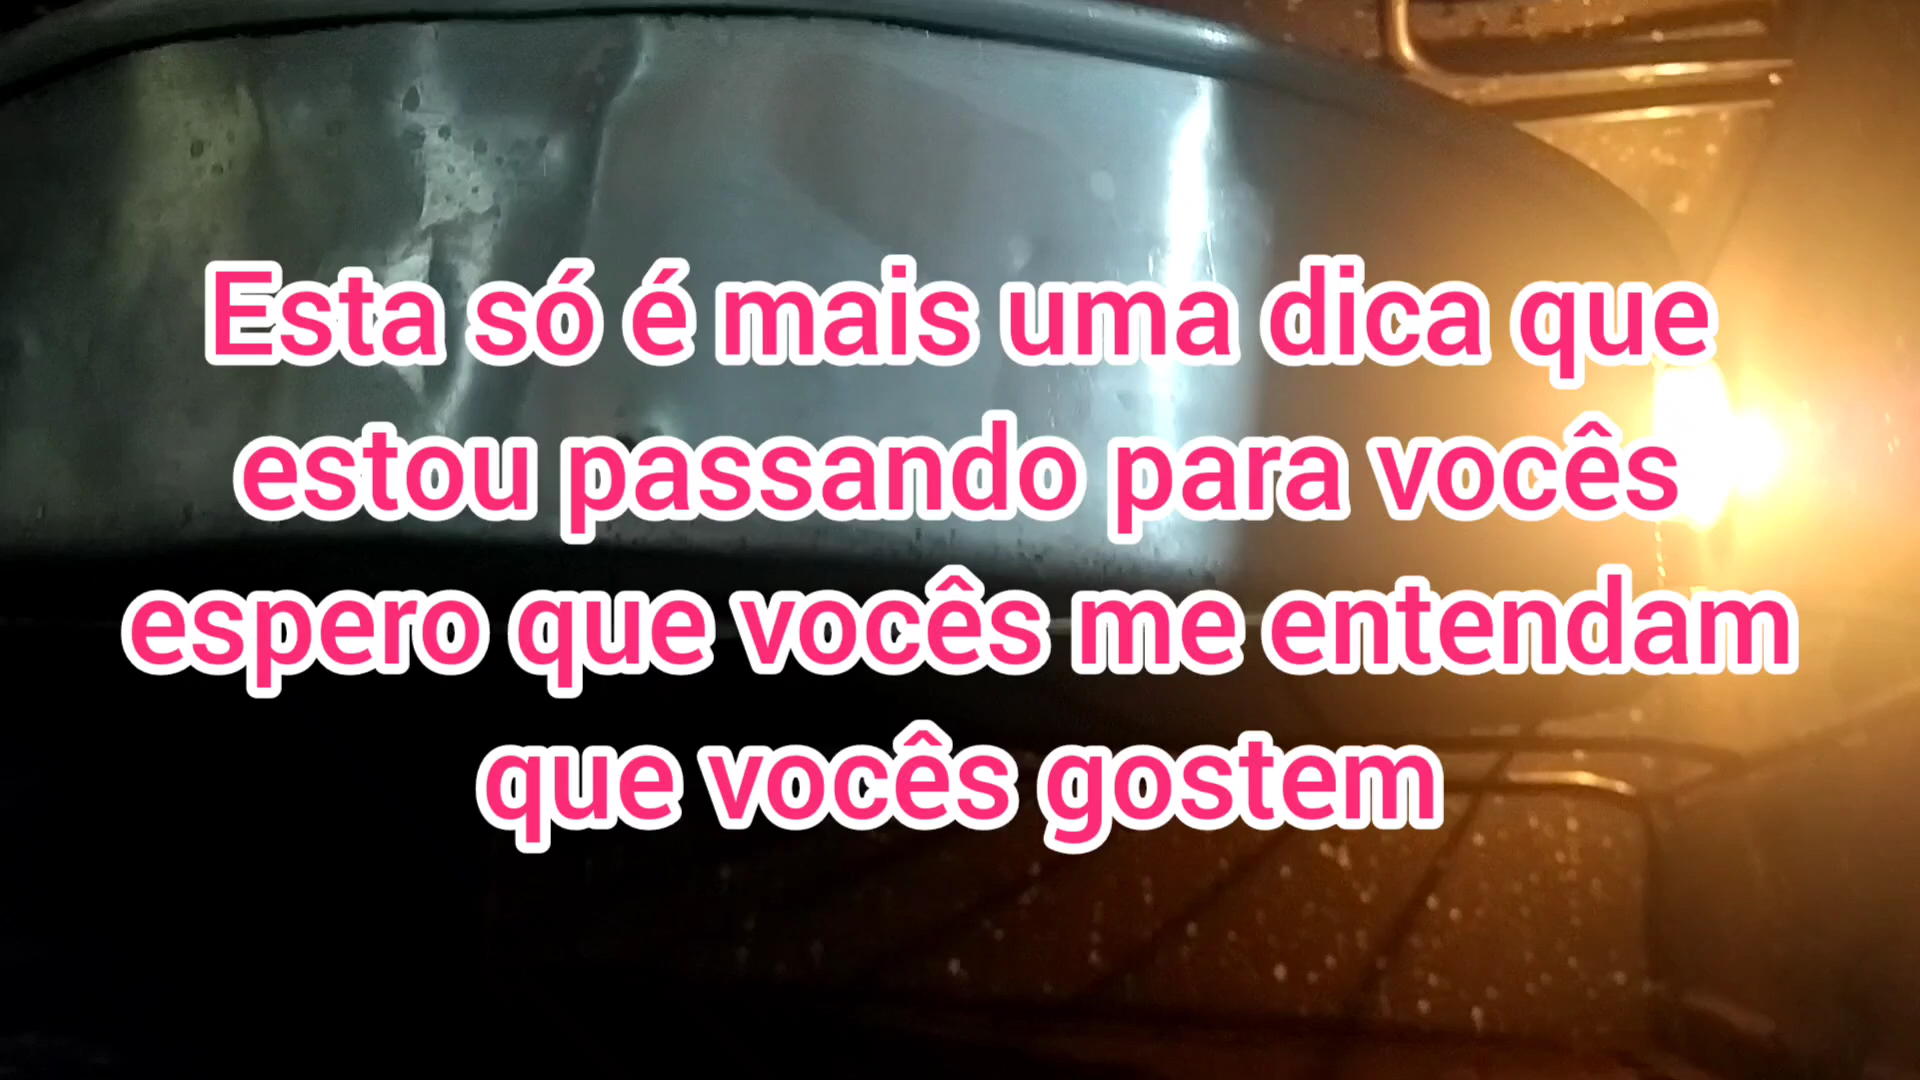 Esta só é mais uma dica que
estou passando para vocês
espero que vocês me entendam
que vocês gostem